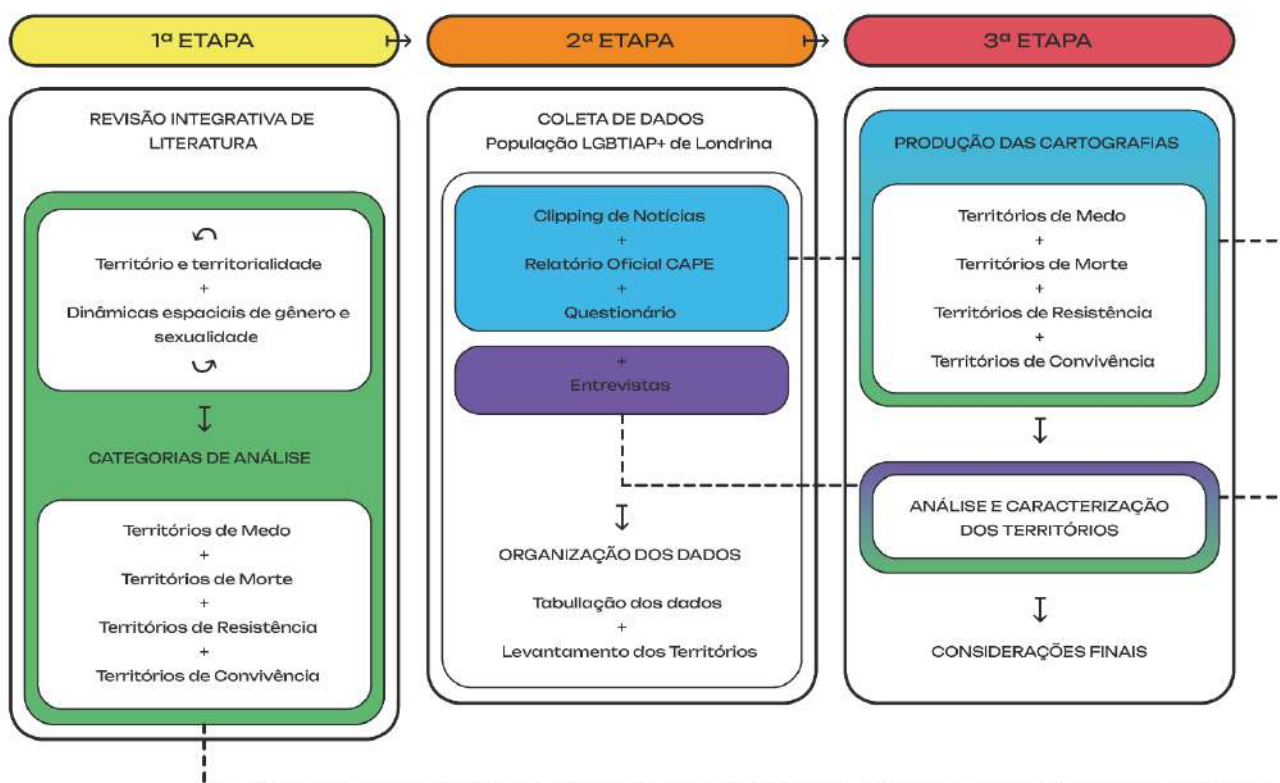 1ª ETAPA
REVISÃO INTEGRATIVA DE
LITERATURA
Território e territorialidade
+
Dinâmicas espaciais de gênero e
sexualidade
CATEGORIAS DE ANÁLISE
Territórios de Medo
+
Territórios de Morte
+
Territórios de Resistência
+
Territórios de Convivência
2ª ETAPA
COLETA DE DADOS
População LGBTIAP+ de Londrina
Clipping de Notícias
+
Relatório Oficial CAPE
+
Questionário
+
Entrevistas
ORGANIZAÇÃO DOS DADOS
Tabullação dos dados
+
Levantamento dos Territórios
3ª ETAPA
PRODUÇÃO DAS CARTOGRAFIAS
Territórios de Medo
+
Territórios de Morte
+
Territórios de Resistência
+
Territórios de Convivência
ANÁLISE E CARACTERIZAÇÃO
DOS TERRITÓRIOS
CONSIDERAÇÕES FINAIS